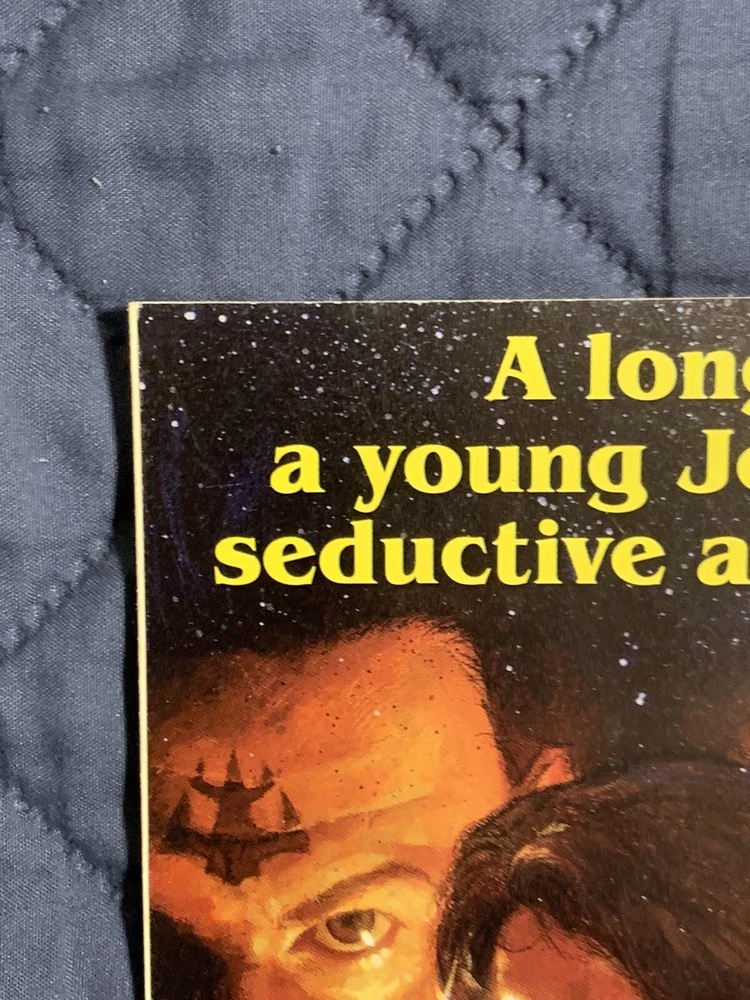 A long
a young Je
seductive a